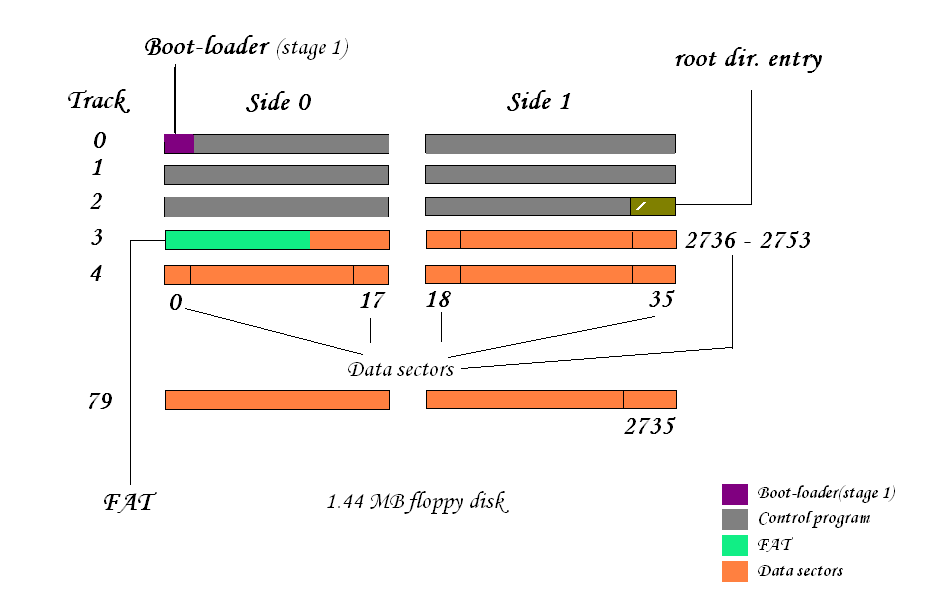 Boot-loader (stage 1)
root dir. entry
Track
Side 0
Side 1
0
1
2
3
2736 - 2753
4
0
17
18
35
Data sectors
79
2735
FAT
1.44 MB floppy disk
Boot-loader(stage 1)
Control program
FAT
Data sectors